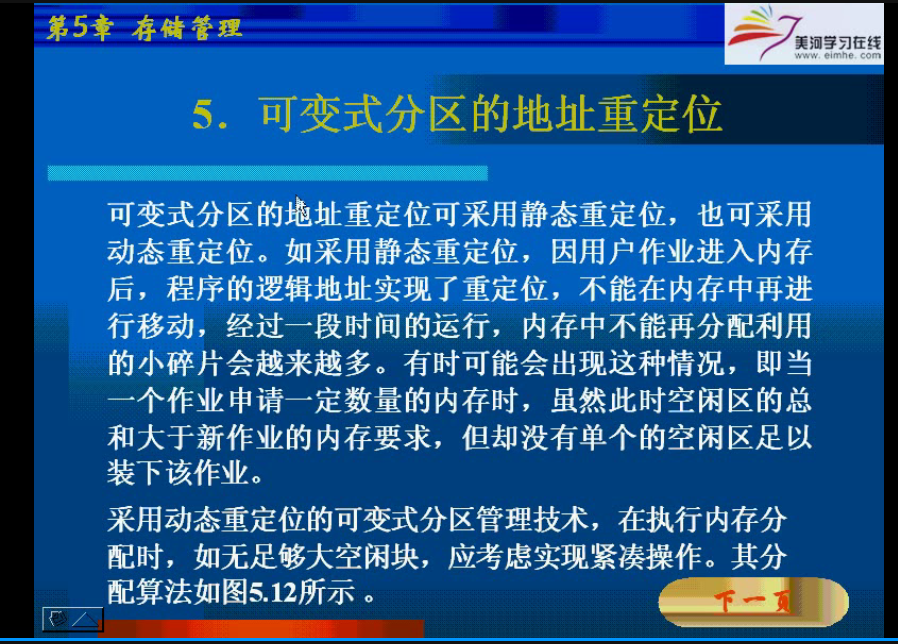 第5章 存储管理
美河学习在线
www.eimhe.com
5．可变式分区的地址重定位
可变式分区的地址重定位可采用静态重定位，也可采用
动态重定位。如采用静态重定位，因用户作业进入内存
后，程序的逻辑地址实现了重定位，不能在内存中再进
行移动，经过一段时间的运行，内存中不能再分配利用
的小碎片会越来越多。有时可能会出现这种情况，即当
一个作业申请一定数量的内存时，虽然此时空闲区的总
和大于新作业的内存要求，但却没有单个的空闲区足以
装下该作业。
采用动态重定位的可变式分区管理技术，在执行内存分
配时，如无足够大空闲块，应考虑实现紧凑操作。其分
配算法如图5.12所示 。
下一页